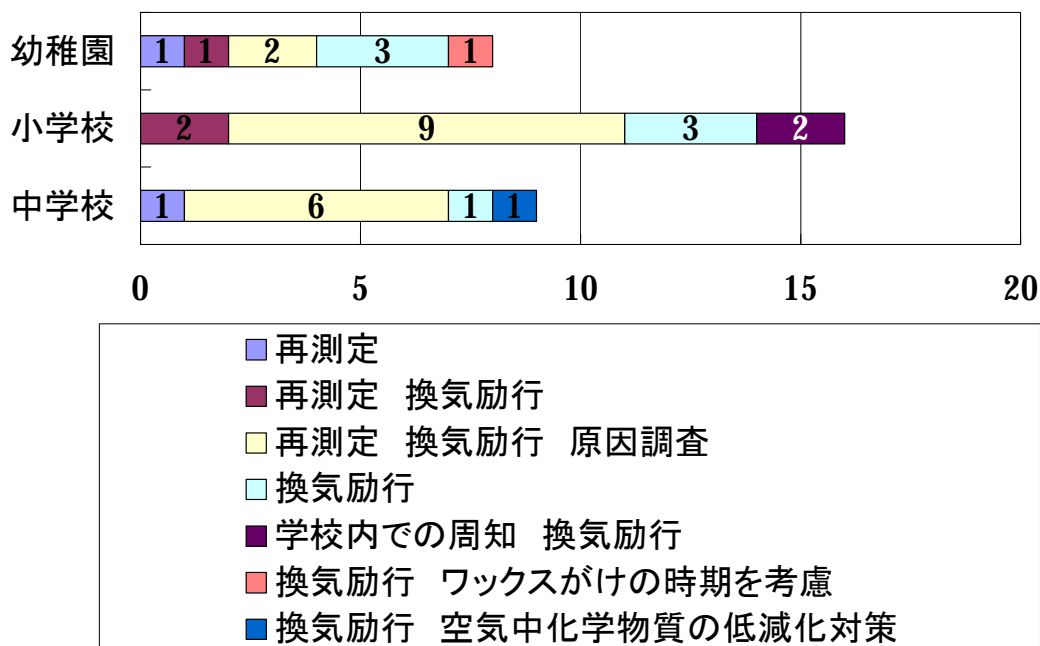 幼稚園 1 1 2 3 1
小学校 2 9 3 2
中学校 1 6 1 1
0 5 10 15 20
再測定
再測定 換気励行
再測定 換気励行 原因調査
換気励行
学校内での周知 換気励行
換気励行 ワックスがけの時期を考慮
換気励行 空気中化学物質の低減化対策